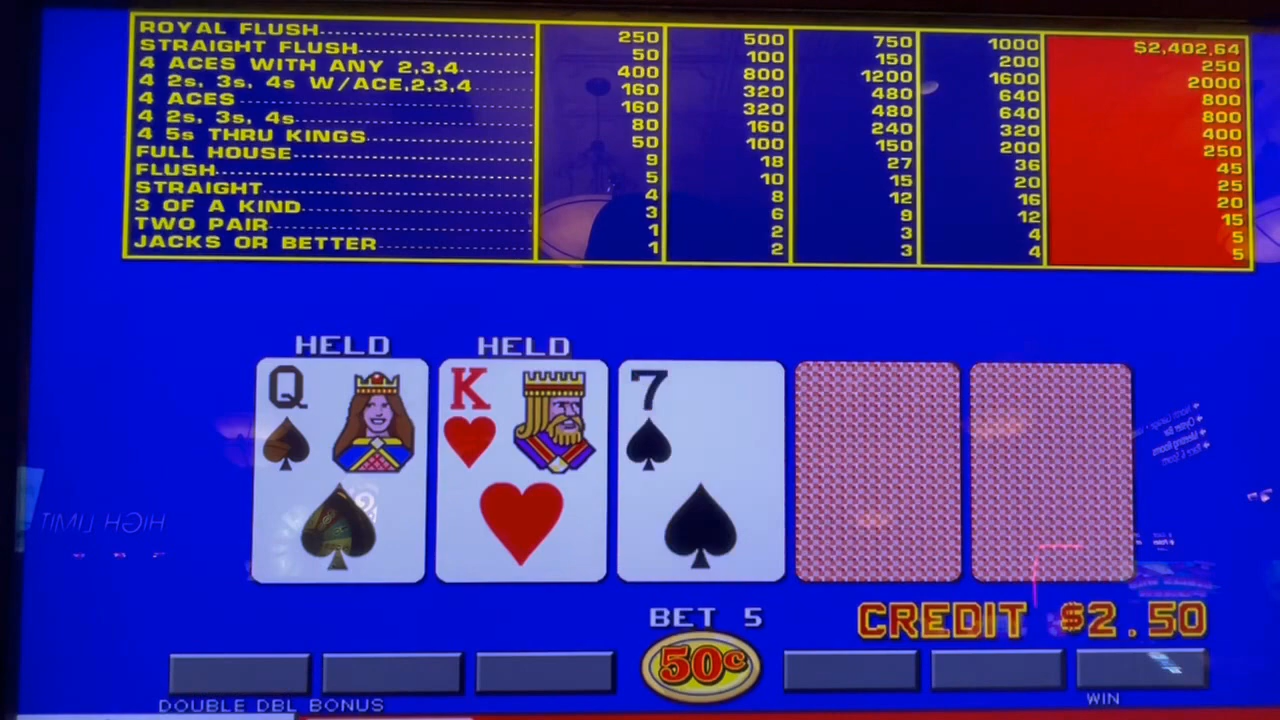 ROYAL FLUSH 250 500 750 1000 $2,402.64
STRAIGHT FLUSH 50 100 150 200 250
4 ACES WITH ANY 2,3,4 400 800 1200 1600 2000
4 2s, 3s, 4s W/ACE,2,3,4 160 320 480 640 800
4 ACES 160 320 480 640 800
4 2s, 3s, 4s 80 160 240 320 400
4 5s THRU KINGS 50 100 150 200 250
FULL HOUSE 9 18 27 36 45
FLUSH 5 10 15 20 25
STRAIGHT 4 8 12 16 20
3 OF A KIND 3 6 9 12 15
TWO PAIR 1 2 3 4 5
JACKS OR BETTER 1 2 3 4 5
HELD HELD
Q K 7
HIGH LIMIT
BET 5 CREDIT $2.50
50¢
DOUBLE DBL BONUS WIN